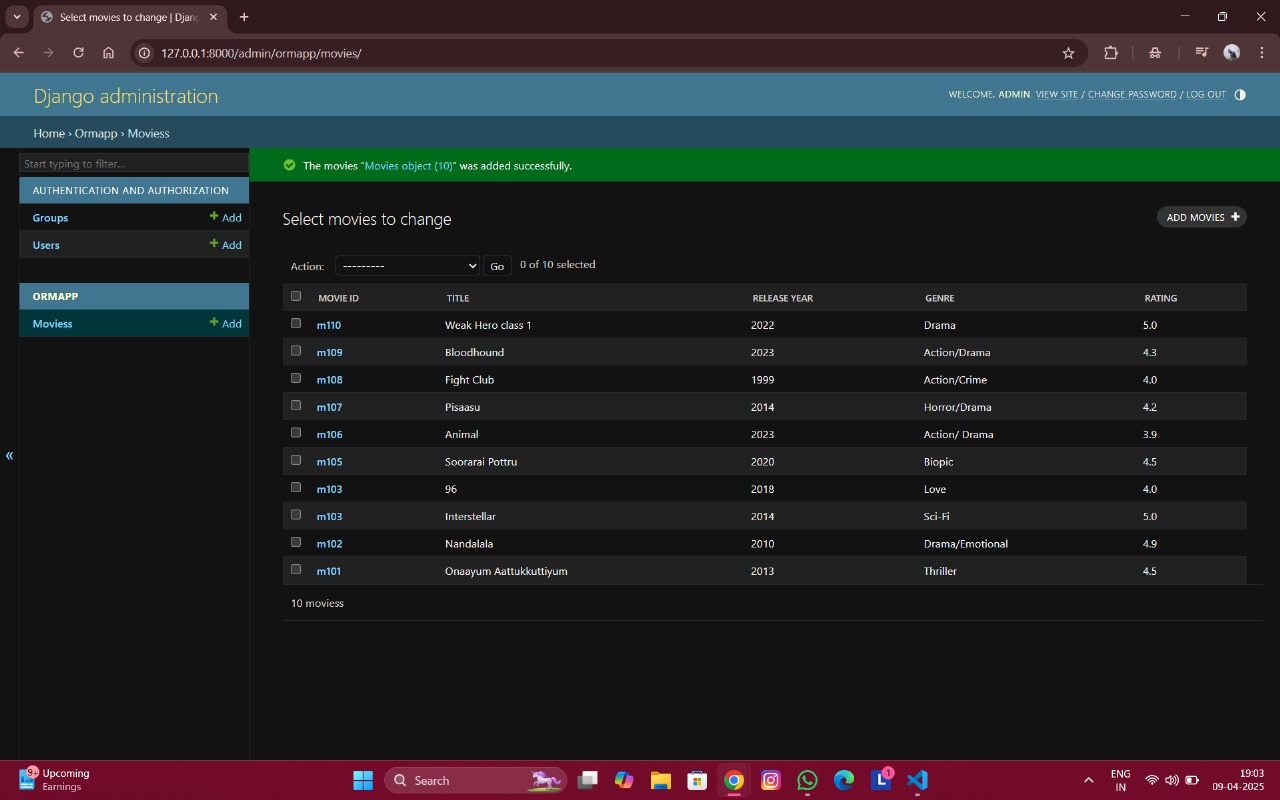 Select movies to change | Djang
127.0.0.1:8000/admin/ormapp/movies/
Django administration
WELCOME, ADMIN. VIEW SITE / CHANGE PASSWORD / LOG OUT
Home › Ormapp › Moviess
Start typing to filter...
The movies “Movies object (10)” was added successfully.
AUTHENTICATION AND AUTHORIZATION
Groups + Add
Users + Add
ORMAPP
Moviess + Add
«
Select movies to change
ADD MOVIES +
Action: --------- Go 0 of 10 selected
MOVIE ID TITLE RELEASE YEAR GENRE RATING
m110 Weak Hero class 1 2022 Drama 5.0
m109 Bloodhound 2023 Action/Drama 4.3
m108 Fight Club 1999 Action/Crime 4.0
m107 Pisaasu 2014 Horror/Drama 4.2
m106 Animal 2023 Action/ Drama 3.9
m105 Soorarai Pottru 2020 Biopic 4.5
m103 96 2018 Love 4.0
m103 Interstellar 2014 Sci-Fi 5.0
m102 Nandalala 2010 Drama/Emotional 4.9
m101 Onaayum Aattukkuttiyum 2013 Thriller 4.5
10 moviess
9+
Upcoming
Earnings
Search
L 1
ENG
IN
19:03
09-04-2025